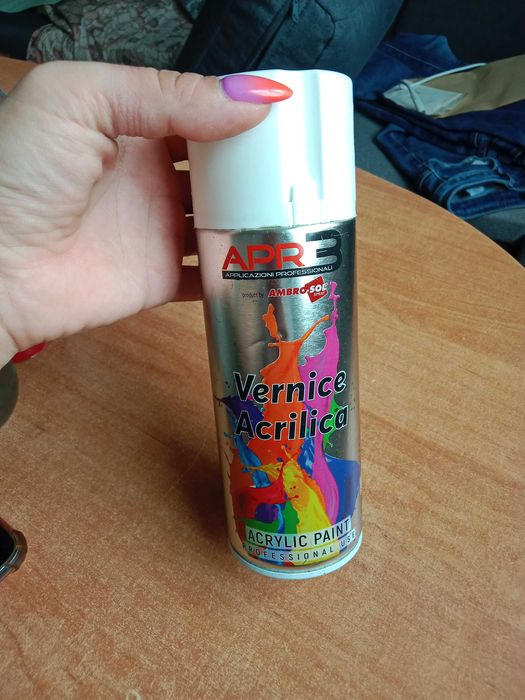 APR3
APPLICAZIONI PROFESSIONALI
product by AMBRO-SOL
Vernice
Acrilica
ACRYLIC PAINT
PROFESSIONAL USE